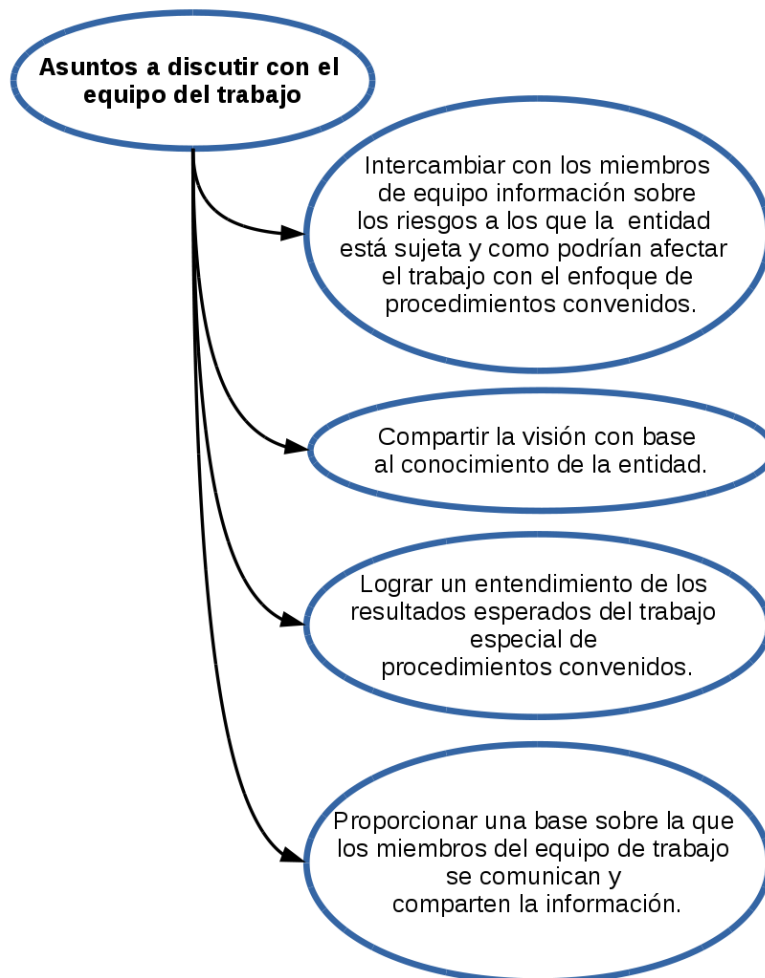 Asuntos a discutir con el
equipo del trabajo
Intercambiar con los miembros
de equipo información sobre
los riesgos a los que la entidad
está sujeta y como podrían afectar
el trabajo con el enfoque de
procedimientos convenidos.
Compartir la visión con base
al conocimiento de la entidad.
Lograr un entendimiento de los
resultados esperados del trabajo
especial de
procedimientos convenidos.
Proporcionar una base sobre la que
los miembros del equipo de trabajo
se comunican y
comparten la información.